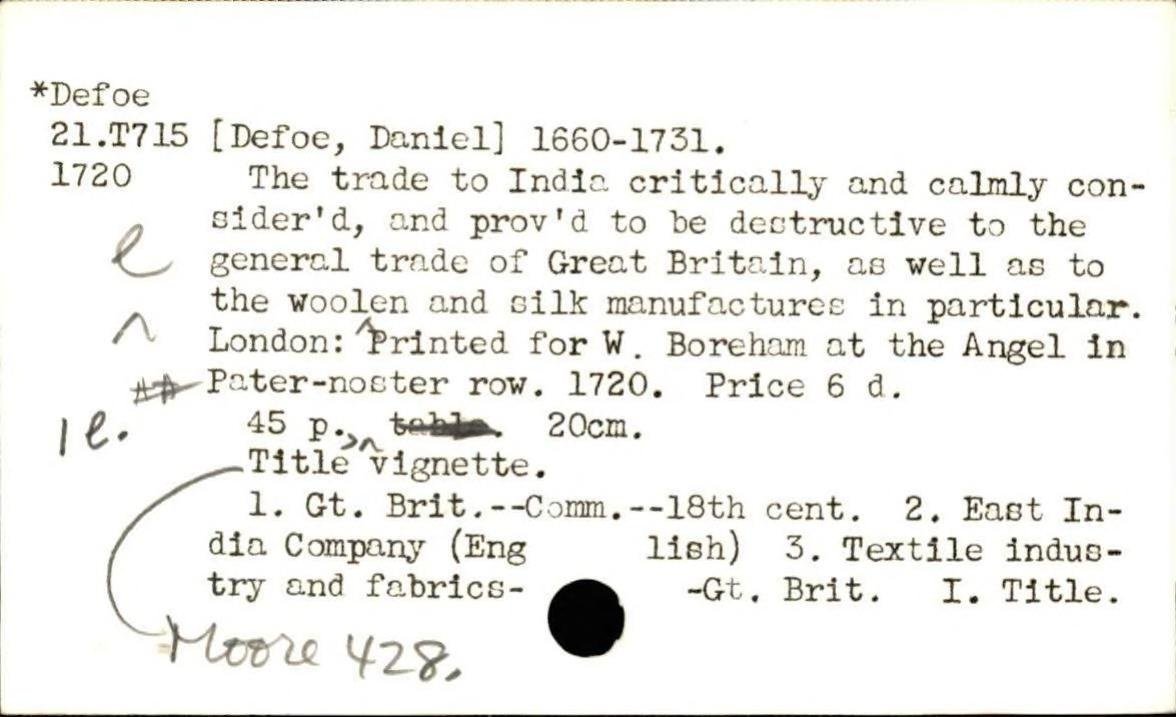 *Defoe
21.T715 [Defoe, Daniel] 1660-1731.
1720 The trade to India critically and calmly con-
sider'd, and prov'd to be destructive to the
e general trade of Great Britain, as well as to
the woolen and silk manufactures in particular.
^ London: ^Printed for W. Boreham at the Angel in
Pater-noster row. 1720. Price 6 d.
1 e. 45 p., table. 20cm.
Title vignette.
1. Gt. Brit.--Comm.--18th cent. 2. East In-
dia Company (Eng lish) 3. Textile indus-
try and fabrics- -Gt. Brit. I. Title.
Moore 428.